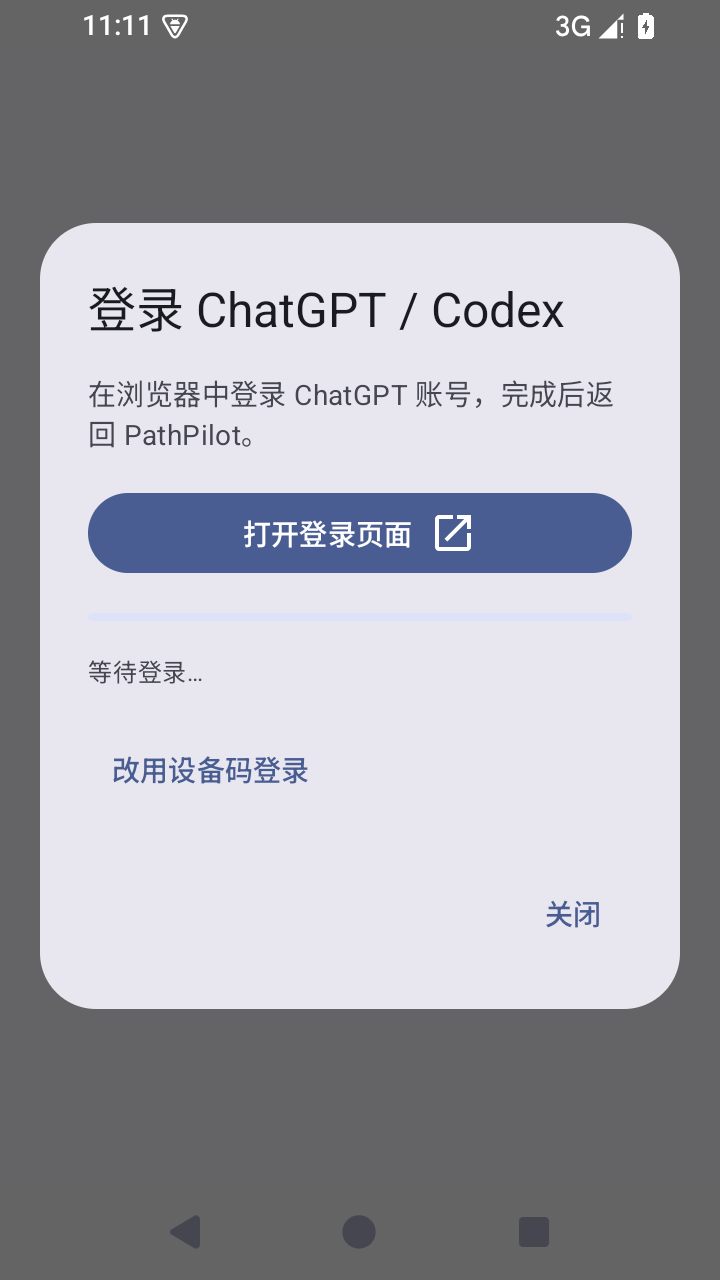 11:11
3G
登录 ChatGPT / Codex
在浏览器中登录 ChatGPT 账号，完成后返
回 PathPilot。
打开登录页面
等待登录…
改用设备码登录
关闭